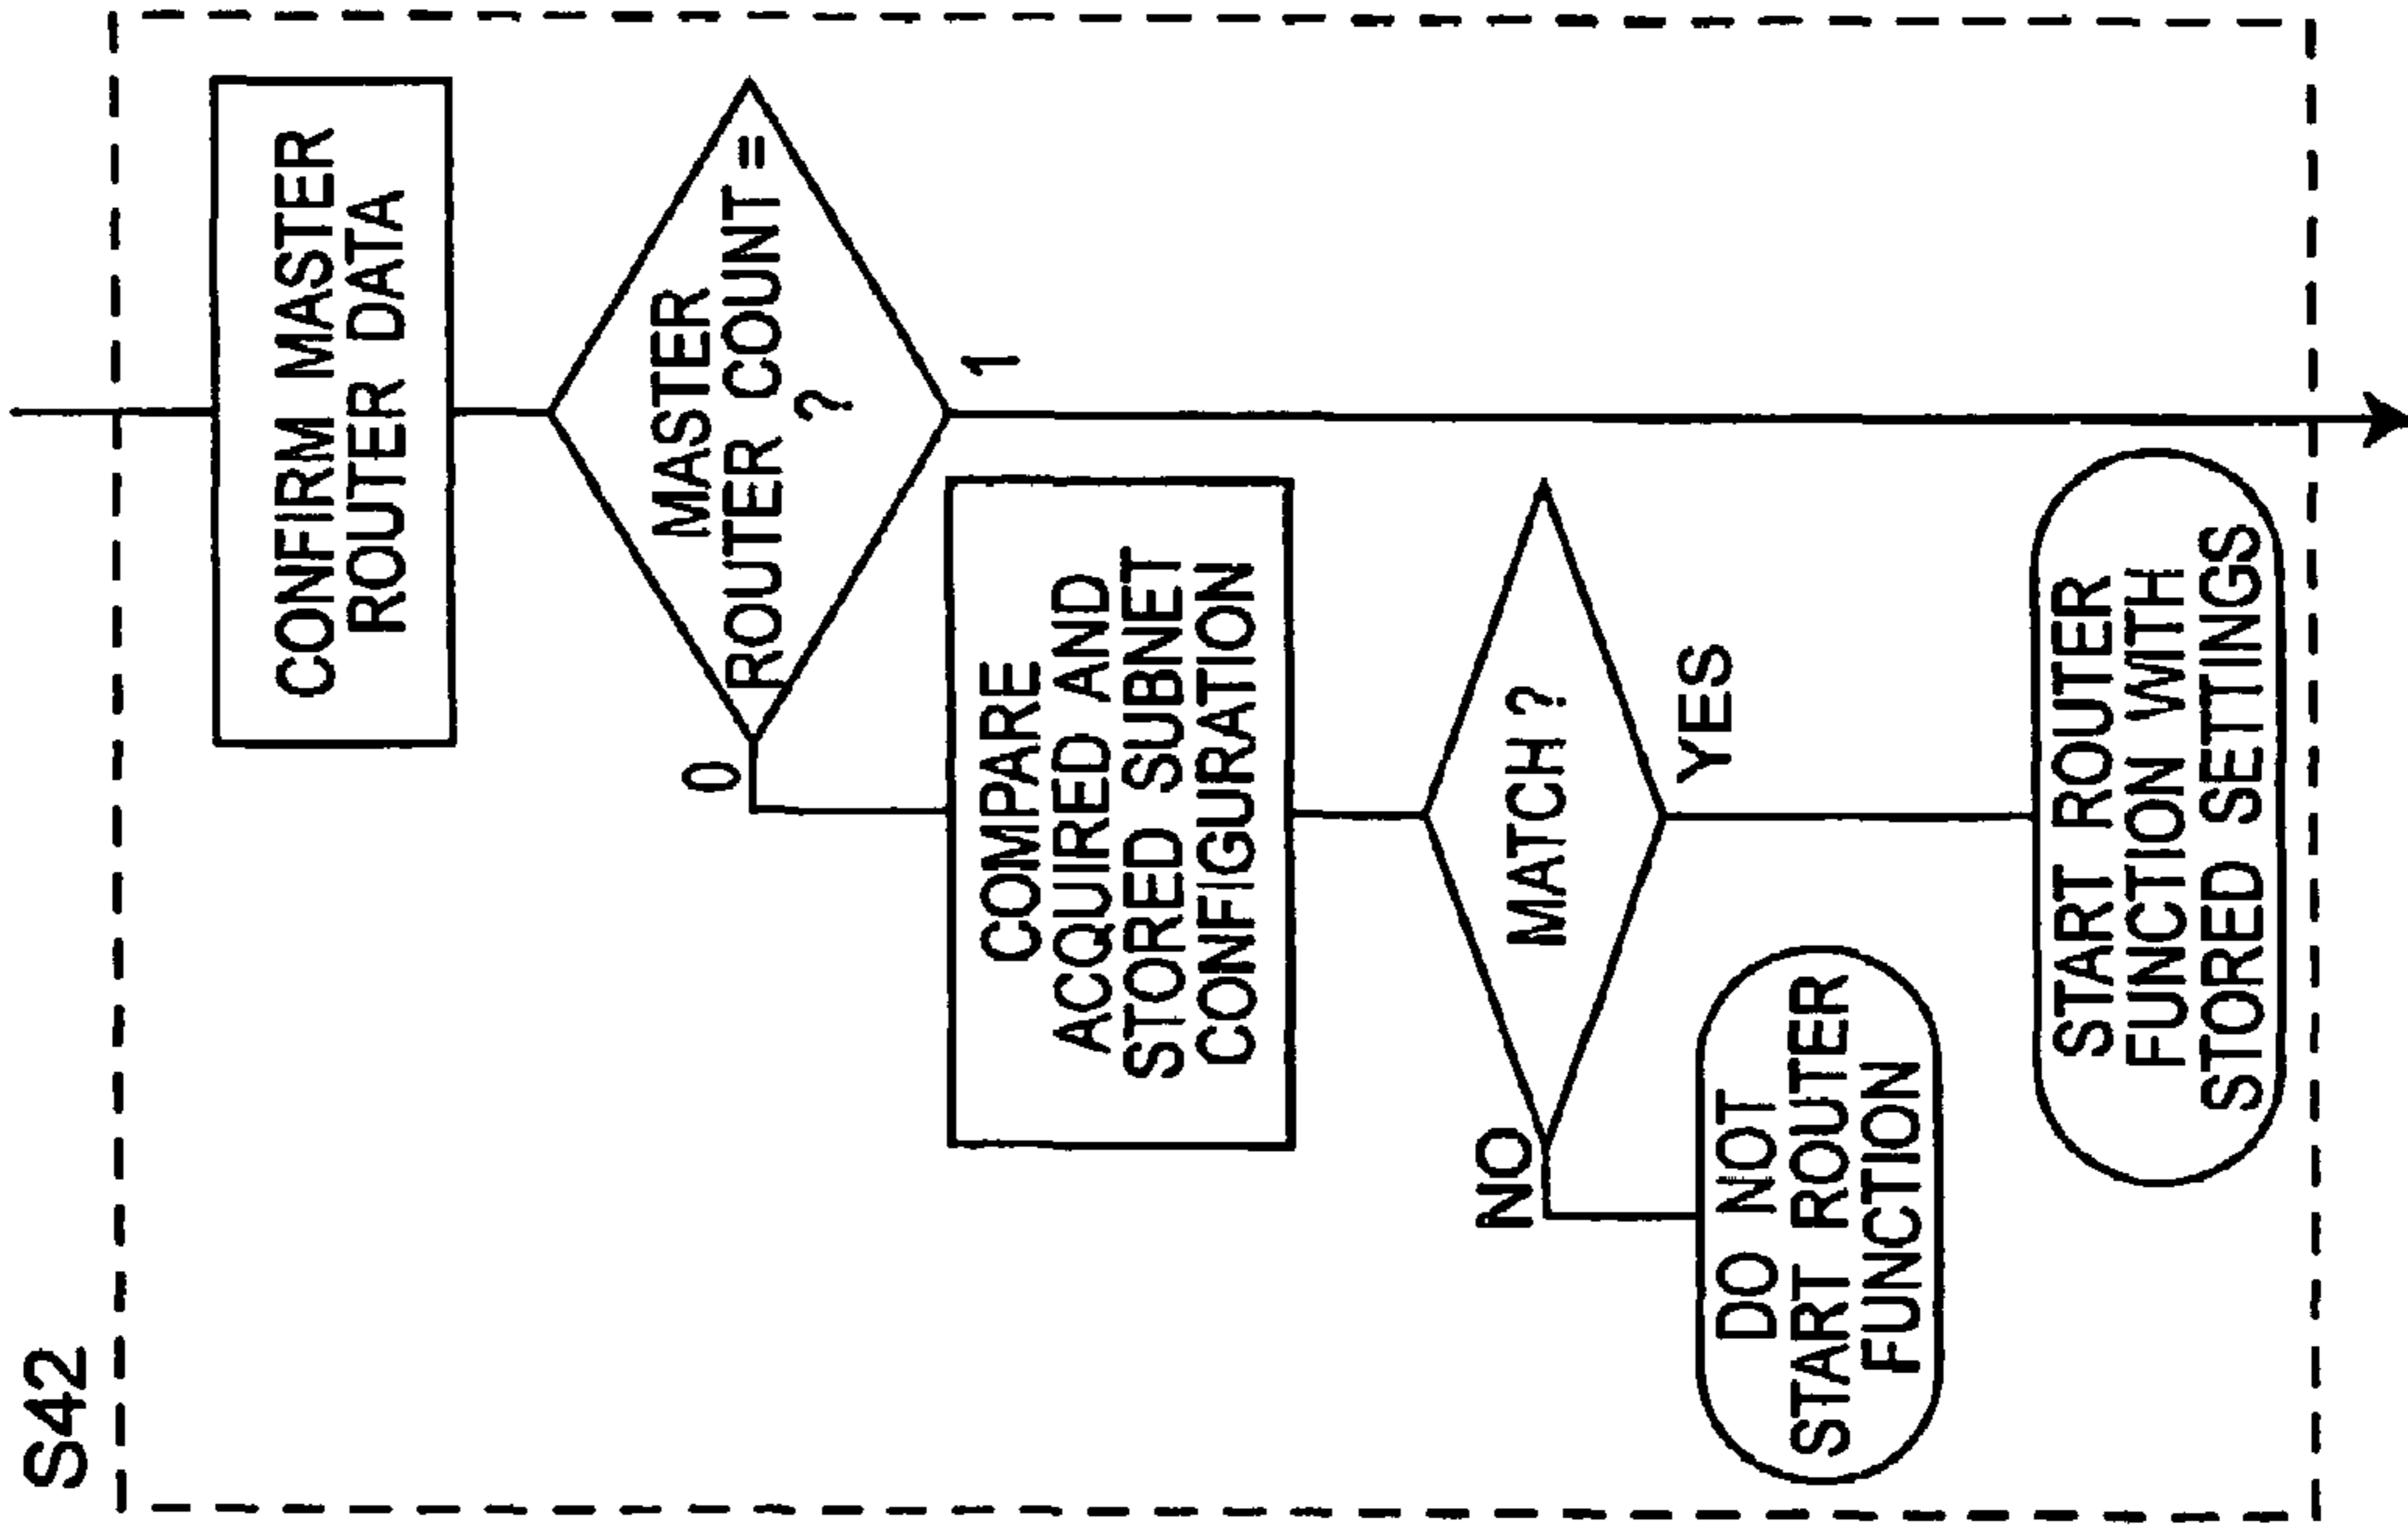 S42
CONFIRM MASTER
ROUTER DATA
MASTER
ROUTER COUNT =
?
0
1
COMPARE
ACQUIRED AND
STORED SUBNET
CONFIGURATION
MATCH ?
NO
YES
DO NOT
START ROUTER
FUNCTION
START ROUTER
FUNCTION WITH
STORED SETTINGS